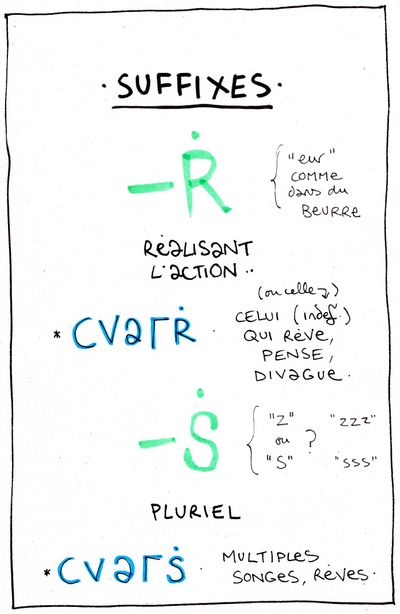 · SUFFIXES ·
-Ṙ
"eur"
COMME
dans du
BEURRE
RÉALISANT
L'ACTION ..
* CVƏΓṘ .
(ou celle)
CELUI (indef.)
QUI RÊVE,
PENSE,
DIVAGUE.
-Ṡ
"Z" "ZZZ"
ou ?
"S" "SSS"
PLURIEL
* CVƏΓṠ .
MULTIPLES
SONGES, RÊVES.